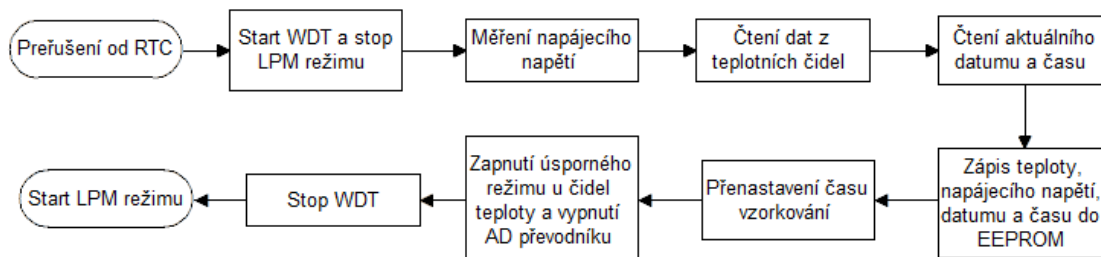 Preřušení od RTC
Start WDT a stop
LPM režimu
Měření napájecího
napětí
Čtení dat z
teplotních čidel
Čtení aktuálního
datumu a času
Zápis teploty,
napájecího napětí,
datumu a času do
EEPROM
Přenastavení času
vzorkování
Zapnutí úsporného
režimu u čidel
teploty a vypnutí
AD převodníku
Stop WDT
Start LPM režimu